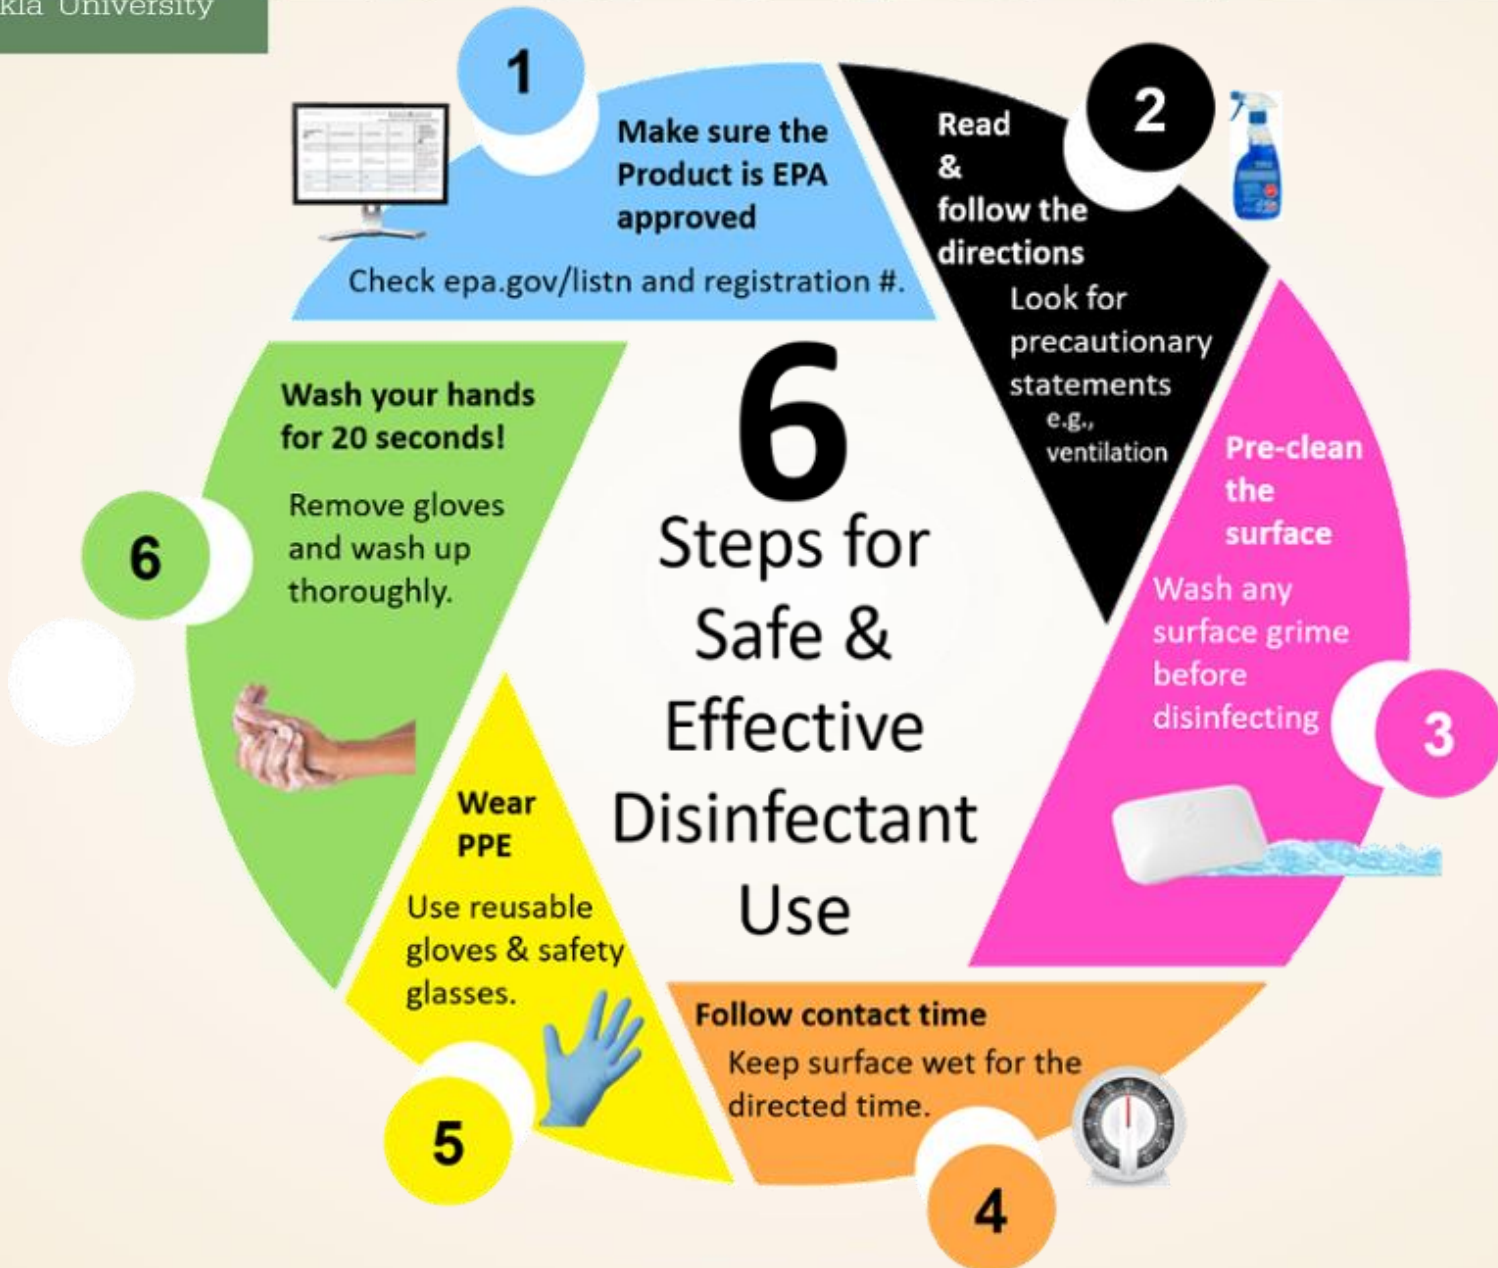 University
1
Make sure the
Product is EPA
approved
Check epa.gov/listn and registration #.
2
Read
&
follow the
directions
Look for
precautionary
statements
e.g.,
ventilation
Pre-clean
the
surface
Wash any
surface grime
before
disinfecting
3
Follow contact time
Keep surface wet for the
directed time.
4
Wear
PPE
Use reusable
gloves & safety
glasses.
5
Wash your hands
for 20 seconds!
Remove gloves
and wash up
thoroughly.
6
6
Steps for
Safe &
Effective
Disinfectant
Use